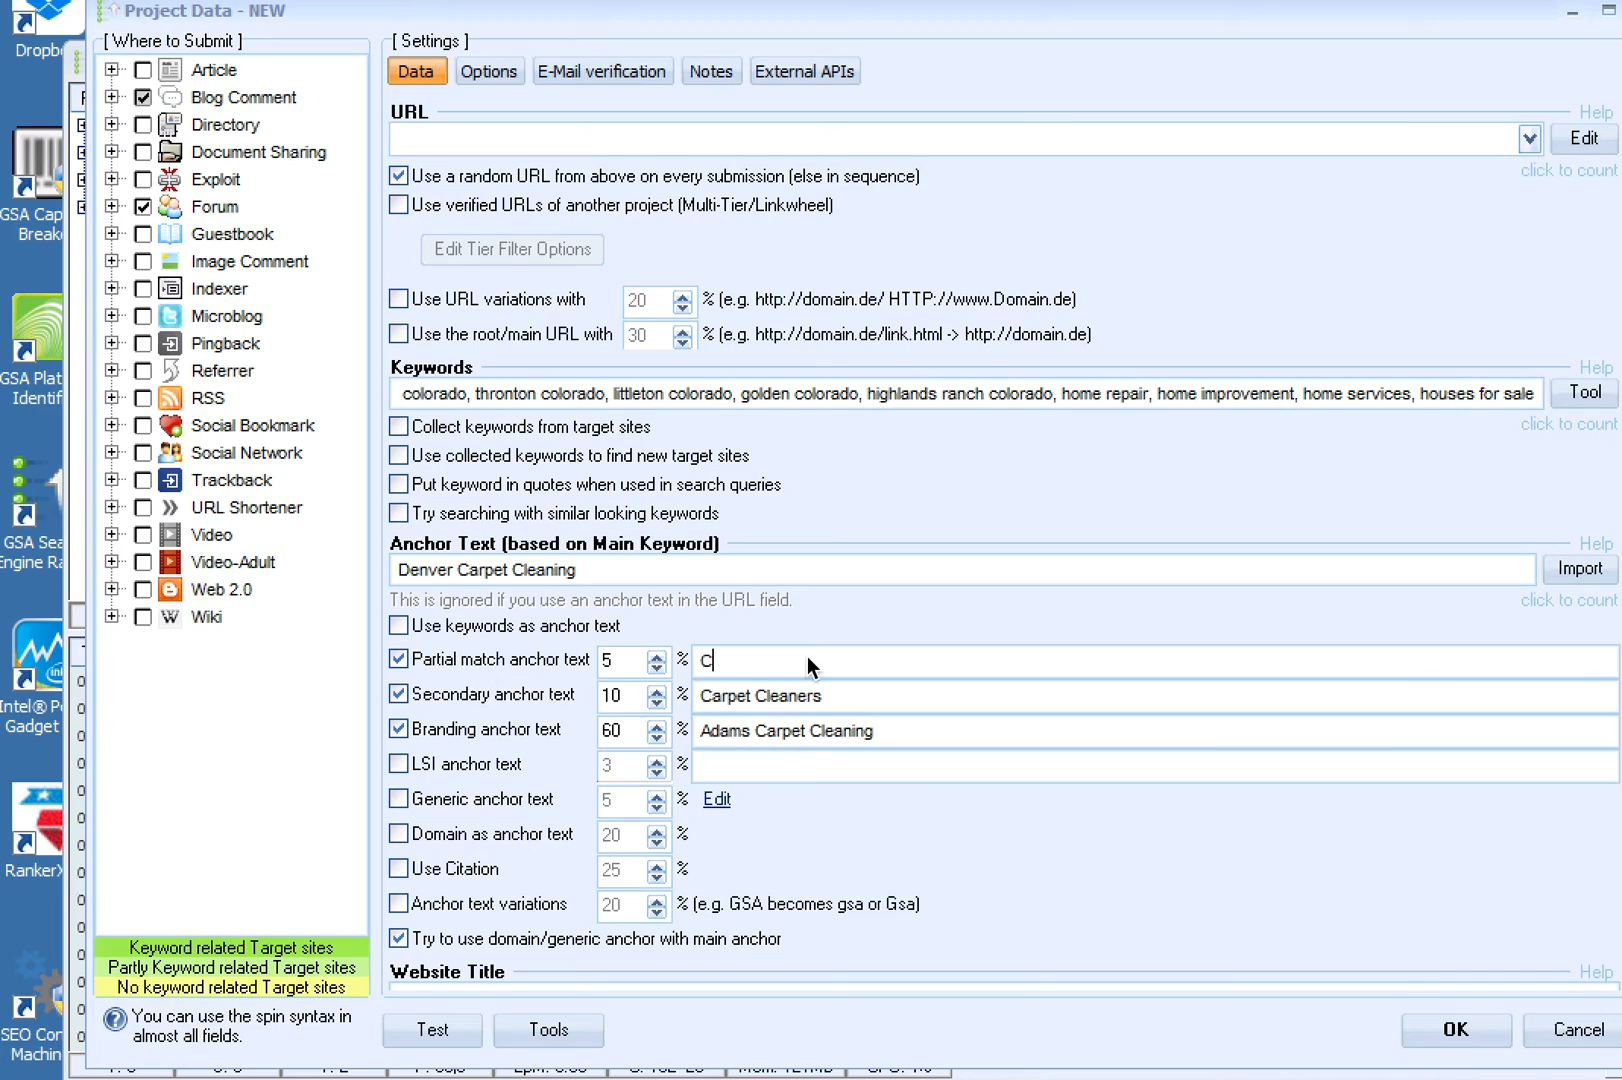 Project Data - NEW
Dropb
[ Where to Submit ]
[ Settings ]
Article
Blog Comment
Directory
Document Sharing
Exploit
Forum
Guestbook
Image Comment
Indexer
Microblog
Pingback
Referrer
RSS
Social Bookmark
Social Network
Trackback
URL Shortener
Video
Video-Adult
Web 2.0
Wiki
Keyword related Target sites
Partly Keyword related Target sites
No keyword related Target sites
You can use the spin syntax in
almost all fields.
GSA Cap
Break
GSA Plat
Identif
GSA Sea
Engine Ra
Intel® P
Gadget
RankerX
SEO Con
Machin
Data Options E-Mail verification Notes External APIs
URL Help
Edit
click to count
Use a random URL from above on every submission (else in sequence)
Use verified URLs of another project (Multi-Tier/Linkwheel)
Edit Tier Filter Options
Use URL variations with 20 % (e.g. http://domain.de/ HTTP://www.Domain.de)
Use the root/main URL with 30 % (e.g. http://domain.de/link.html -> http://domain.de)
Keywords Help
colorado, thronton colorado, littleton colorado, golden colorado, highlands ranch colorado, home repair, home improvement, home services, houses for sale Tool
click to count
Collect keywords from target sites
Use collected keywords to find new target sites
Put keyword in quotes when used in search queries
Try searching with similar looking keywords
Anchor Text (based on Main Keyword) Help
Denver Carpet Cleaning Import
This is ignored if you use an anchor text in the URL field. click to count
Use keywords as anchor text
Partial match anchor text 5 % C
Secondary anchor text 10 % Carpet Cleaners
Branding anchor text 60 % Adams Carpet Cleaning
LSI anchor text 3 %
Generic anchor text 5 % Edit
Domain as anchor text 20 %
Use Citation 25 %
Anchor text variations 20 % (e.g. GSA becomes gsa or Gsa)
Try to use domain/generic anchor with main anchor
Website Title Help
Test Tools OK Cancel